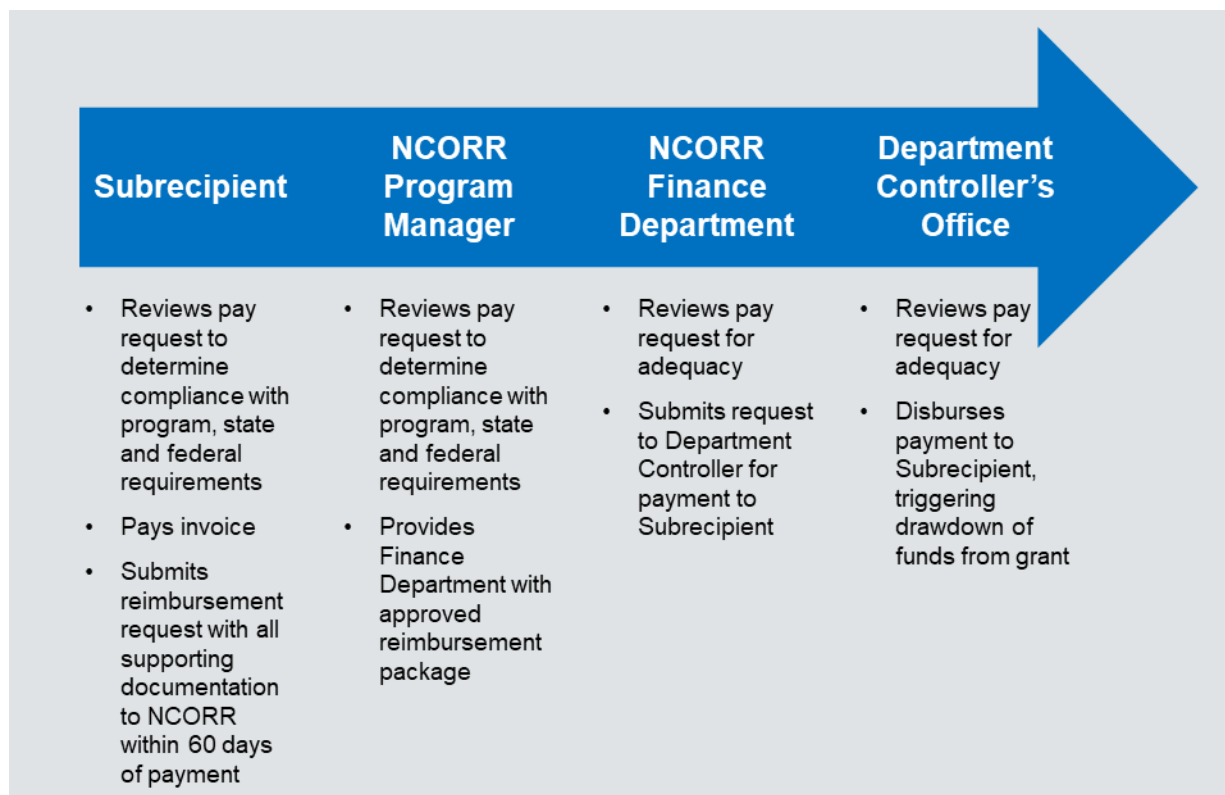 Subrecipient
NCORR
Program
Manager
NCORR
Finance
Department
Department
Controller's
Office
• Reviews pay
request to
determine
compliance with
program, state
and federal
requirements
• Pays invoice
• Submits
reimbursement
request with all
supporting
documentation
to NCORR
within 60 days
of payment
• Reviews pay
request to
determine
compliance with
program, state
and federal
requirements
• Provides
Finance
Department with
approved
reimbursement
package
• Reviews pay
request for
adequacy
• Submits request
to Department
Controller for
payment to
Subrecipient
• Reviews pay
request for
adequacy
• Disburses
payment to
Subrecipient,
triggering
drawdown of
funds from grant